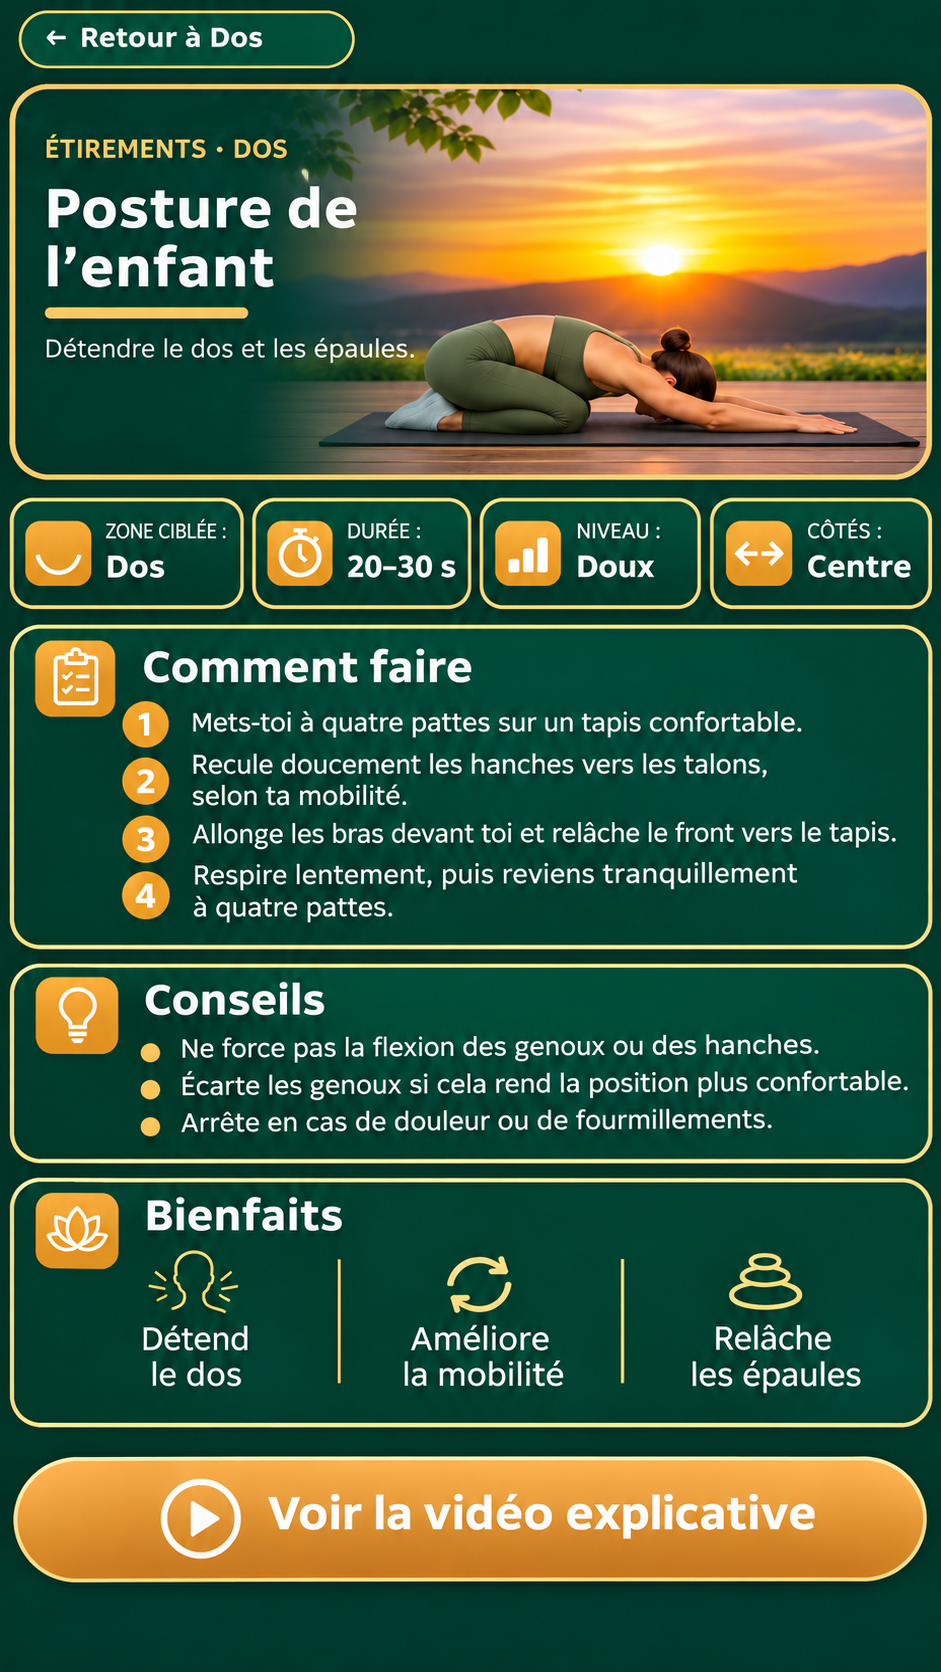 ← Retour à Dos
ÉTIREMENTS • DOS
Posture de
l’enfant
Détendre le dos et les épaules.
ZONE CIBLÉE :
Dos
DURÉE :
20–30 s
NIVEAU :
Doux
CÔTÉS :
Centre
Comment faire
1 Mets-toi à quatre pattes sur un tapis confortable.
2 Recule doucement les hanches vers les talons,
selon ta mobilité.
3 Allonge les bras devant toi et relâche le front vers le tapis.
4 Respire lentement, puis reviens tranquillement
à quatre pattes.
Conseils
Ne force pas la flexion des genoux ou des hanches.
Écarte les genoux si cela rend la position plus confortable.
Arrête en cas de douleur ou de fourmillements.
Bienfaits
Détend
le dos
Améliore
la mobilité
Relâche
les épaules
Voir la vidéo explicative